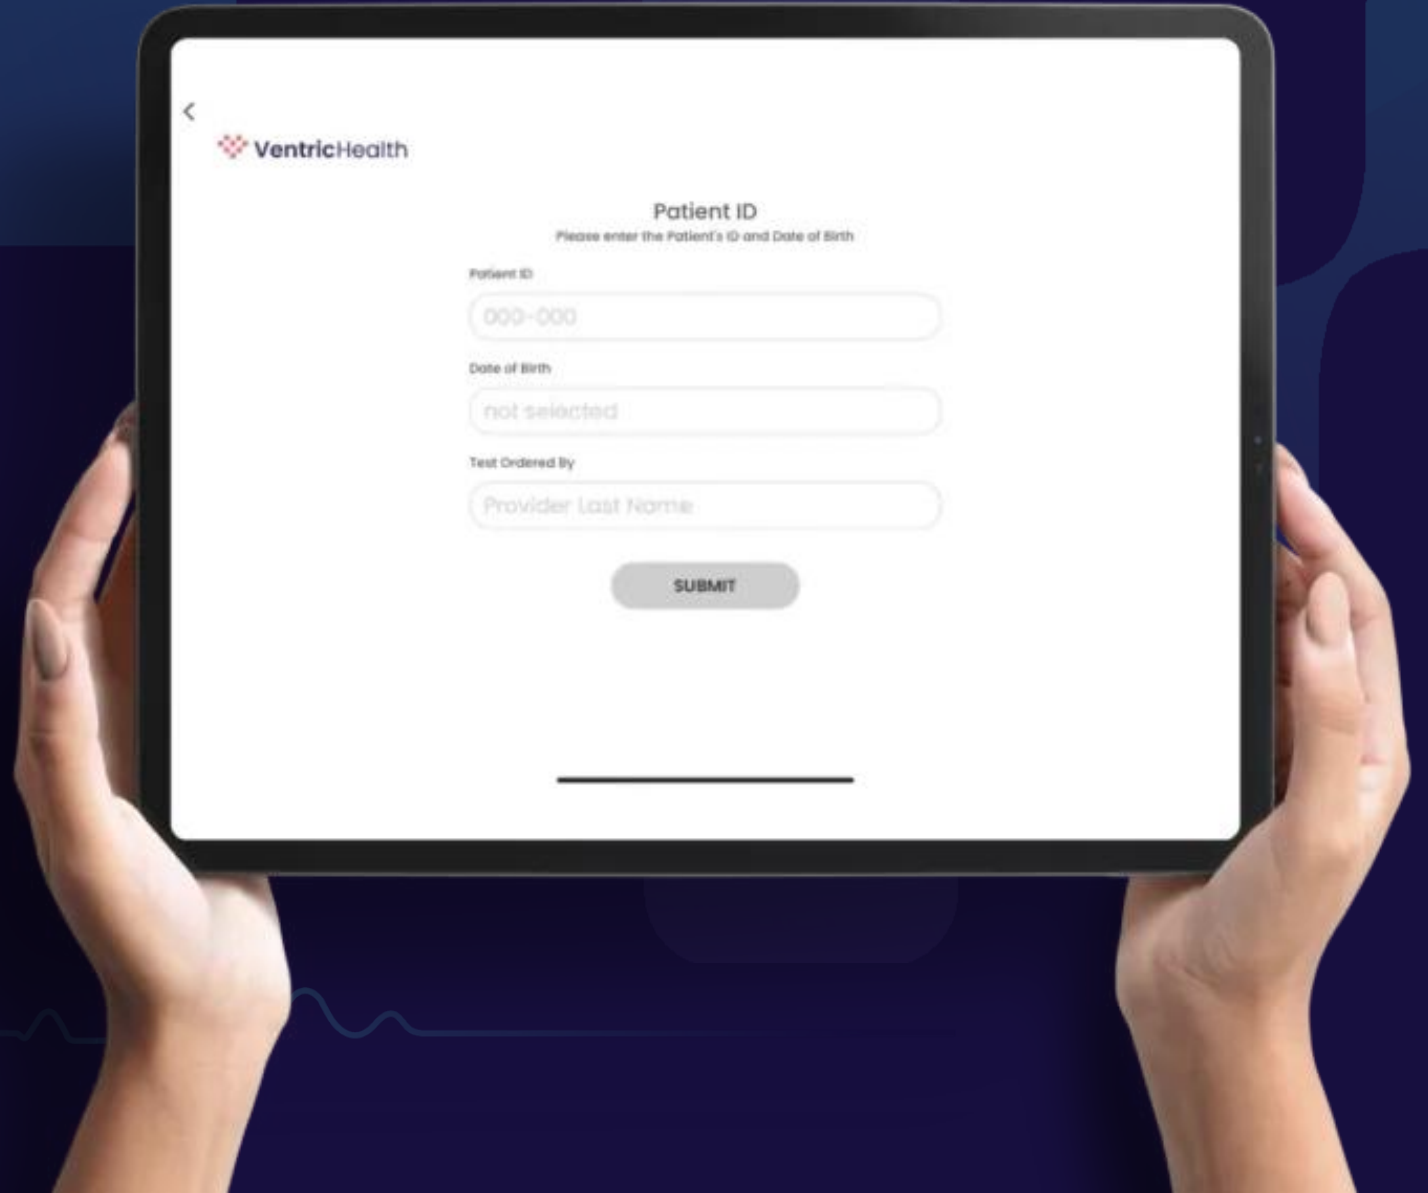 VentricHealth
Patient ID
Please enter the Patient's ID and Date of Birth
Patient ID
000-000
Date of Birth
not selected
Test Ordered By
Provider Last Name
SUBMIT